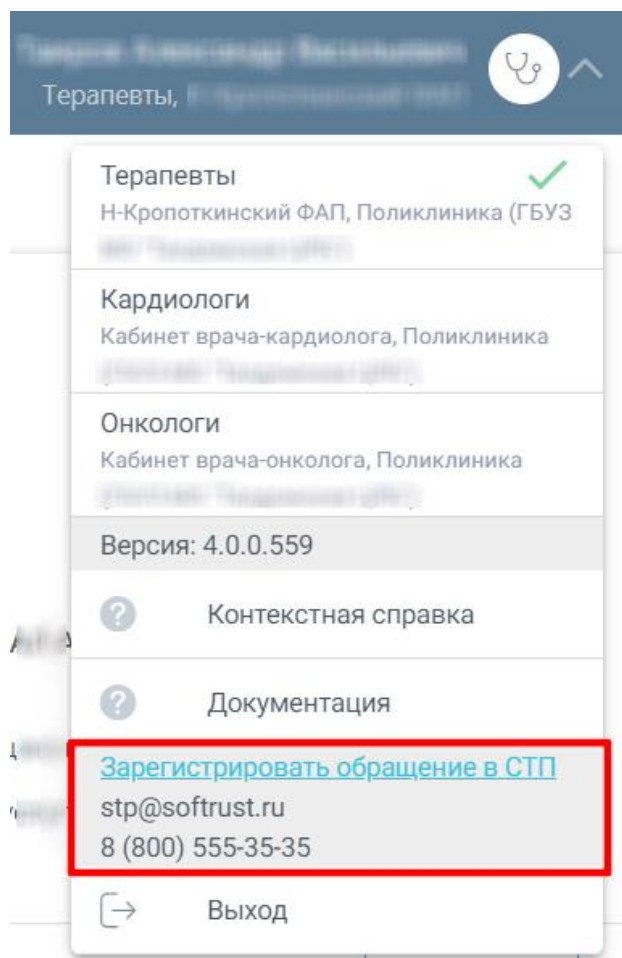 Терапевты,
Терапевты
Н-Кропоткинский ФАП, Поликлиника (ГБУЗ
Кардиологи
Кабинет врача-кардиолога, Поликлиника
Онкологи
Кабинет врача-онколога, Поликлиника
Версия: 4.0.0.559
Контекстная справка
Документация
Зарегистрировать обращение в СТП
stp@softrust.ru
8 (800) 555-35-35
Выход